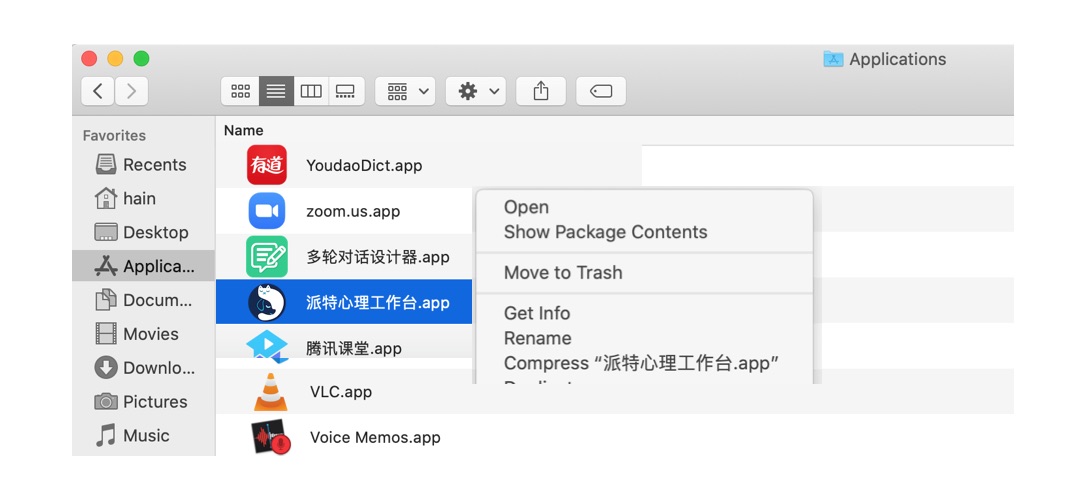 Applications
Favorites
Recents
hain
Desktop
Applica...
Docum...
Movies
Downlo...
Pictures
Music
Name
有道
YoudaoDict.app
zoom.us.app
多轮对话设计器.app
派特心理工作台.app
腾讯课堂.app
VLC.app
Voice Memos.app
Open
Show Package Contents
Move to Trash
Get Info
Rename
Compress “派特心理工作台.app”